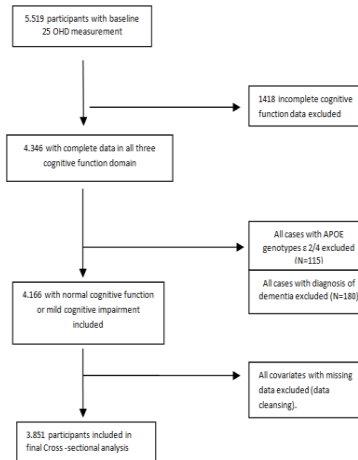 5.519 participants with baseline
25 OHD measurement
1418 incomplete cognitive
function data excluded
4.346 with complete data in all three
cognitive function domain
All cases with APOE
genotypes ε 2/4 excluded
(N=115)
All cases with diagnosis of
dementia excluded (N=180)
4.166 with normal cognitive function
or mild cognitive impairment
included
All covariates with missing
data excluded (data
cleansing).
3.851 participants included in
final Cross -sectional analysis